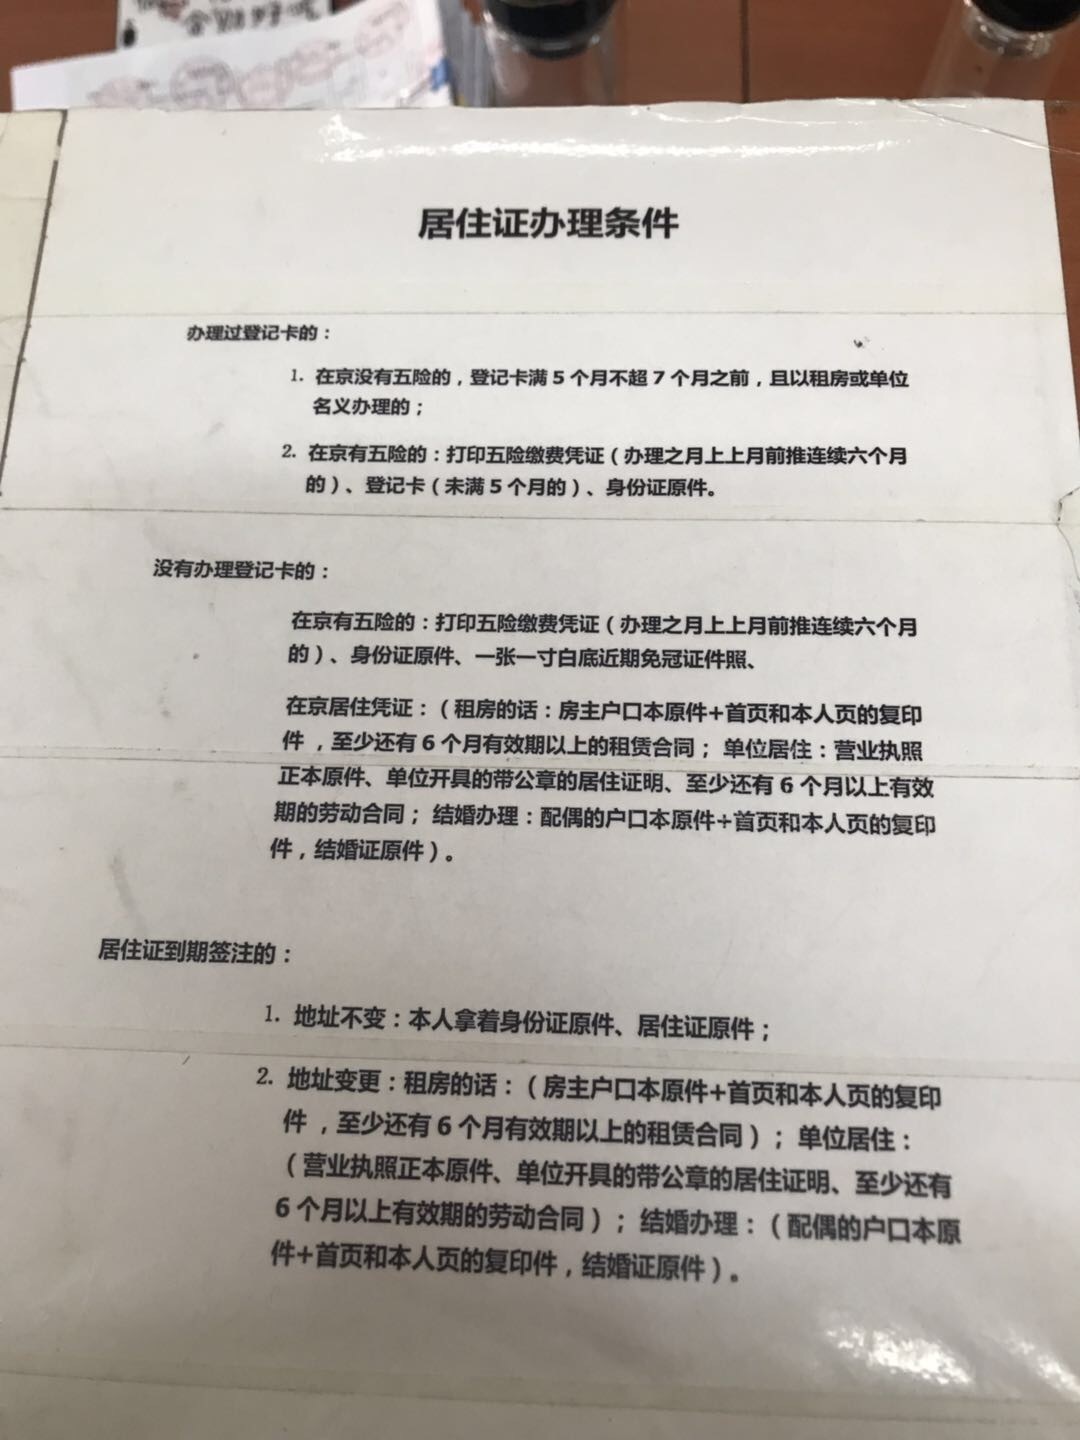 居住证办理条件
办理过登记卡的：
1. 在京没有五险的，登记卡满 5 个月不超 7 个月之前，且以租房或单位
名义办理的；
2. 在京有五险的：打印五险缴费凭证（办理之月上上月前推连续六个月
的）、登记卡（未满 5 个月的）、身份证原件。
没有办理登记卡的：
在京有五险的：打印五险缴费凭证（办理之月上上月前推连续六个月
的）、身份证原件、一张一寸白底近期免冠证件照、
在京居住凭证：（租房的话：房主户口本原件+首页和本人页的复印
件 ，至少还有 6 个月有效期以上的租赁合同； 单位居住：营业执照
正本原件、单位开具的带公章的居住证明、至少还有 6 个月以上有效
期的劳动合同； 结婚办理：配偶的户口本原件+首页和本人页的复印
件，结婚证原件）。
居住证到期签注的：
1. 地址不变：本人拿着身份证原件、居住证原件；
2. 地址变更：租房的话：（房主户口本原件+首页和本人页的复印
件 ，至少还有 6 个月有效期以上的租赁合同）； 单位居住：
（营业执照正本原件、单位开具的带公章的居住证明、至少还有
6 个月以上有效期的劳动合同）； 结婚办理：（配偶的户口本原
件+首页和本人页的复印件，结婚证原件）。